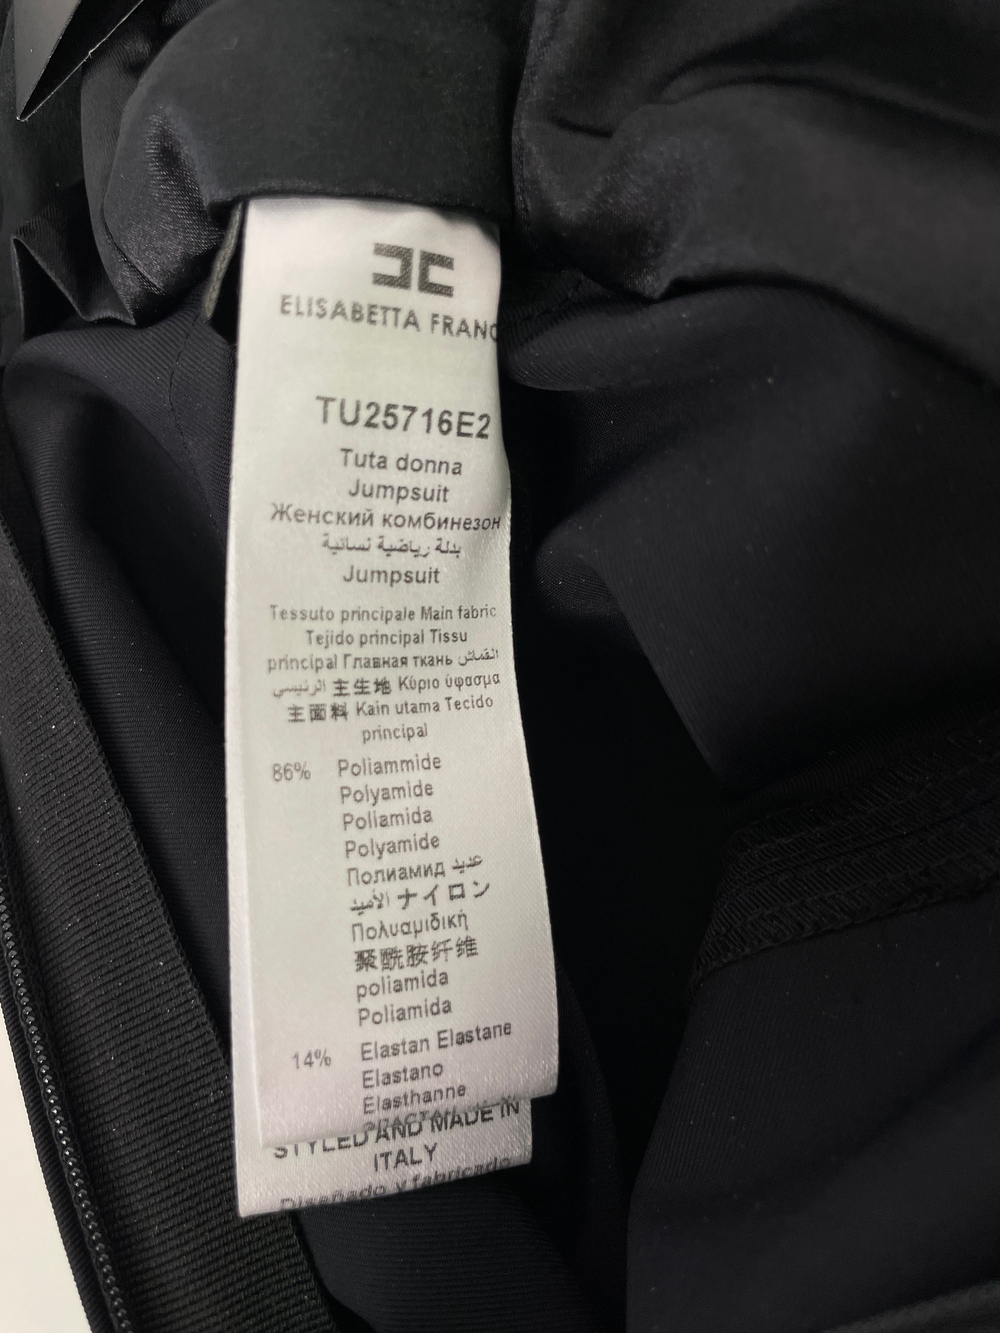 ELISABETTA FRANC
TU25716E2
Tuta donna
Jumpsuit
Женский комбинезон
بدلة رياضية نسائية
Jumpsuit
Tessuto principale Main fabric
Tejido principal Tissu
principal Главная ткань القماش
الرئيسي 主生地 Κύριο ύφασμα
主面料 Kain utama Tecido
principal
86% Poliammide
Polyamide
Poliamida
Polyamide
Полиамид عديد
الأميد ナイロン
Πολυαμιδική
聚酰胺纤维
poliamida
Poliamida
14% Elastan Elastane
Elastano
Elasthanne
STYLED AND MADE IN
ITALY
Diseñado y fabricado